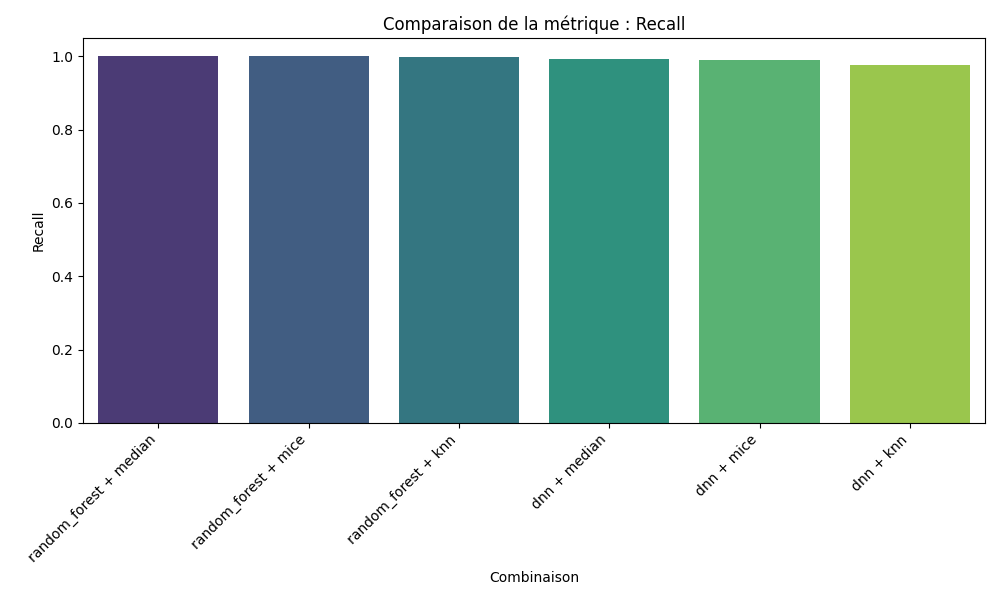 Comparaison de la métrique : Recall
1.0
0.8
0.6
0.4
0.2
0.0
Recall
random_forest + median
random_forest + mice
random_forest + knn
dnn + median
dnn + mice
dnn + knn
Combinaison